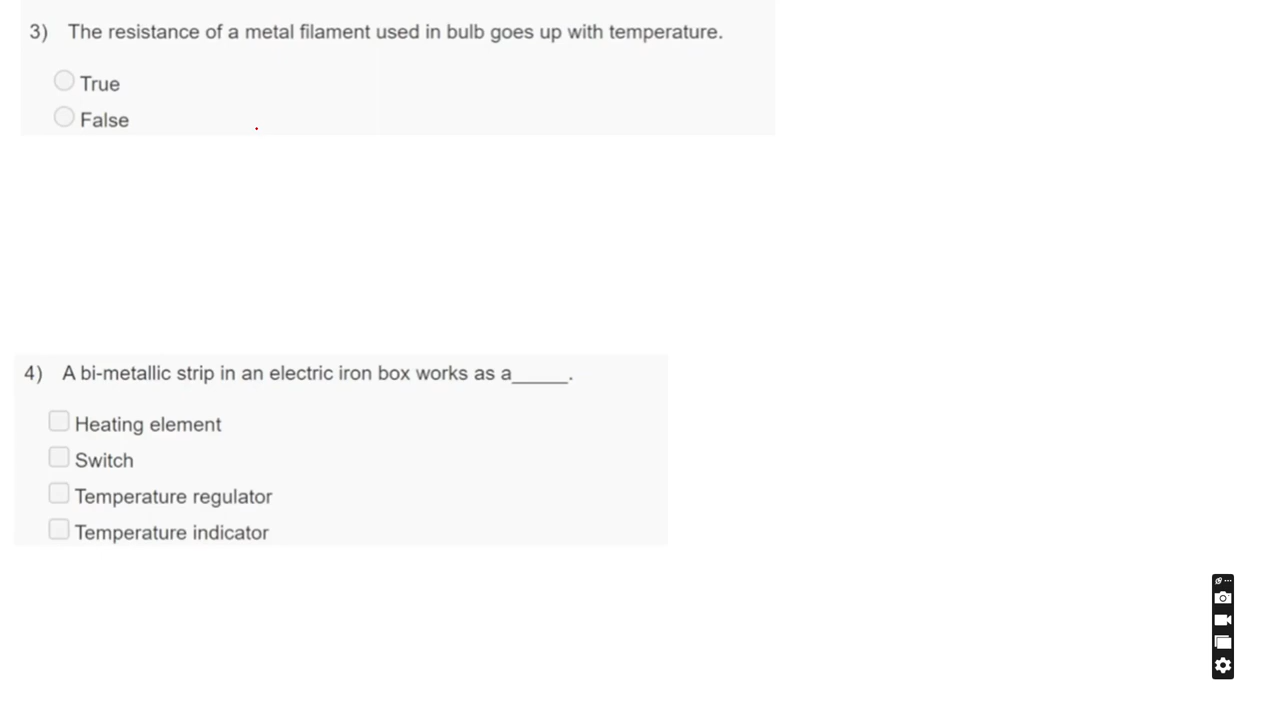 3) The resistance of a metal filament used in bulb goes up with temperature.
True
False
4) A bi-metallic strip in an electric iron box works as a_____.
Heating element
Switch
Temperature regulator
Temperature indicator